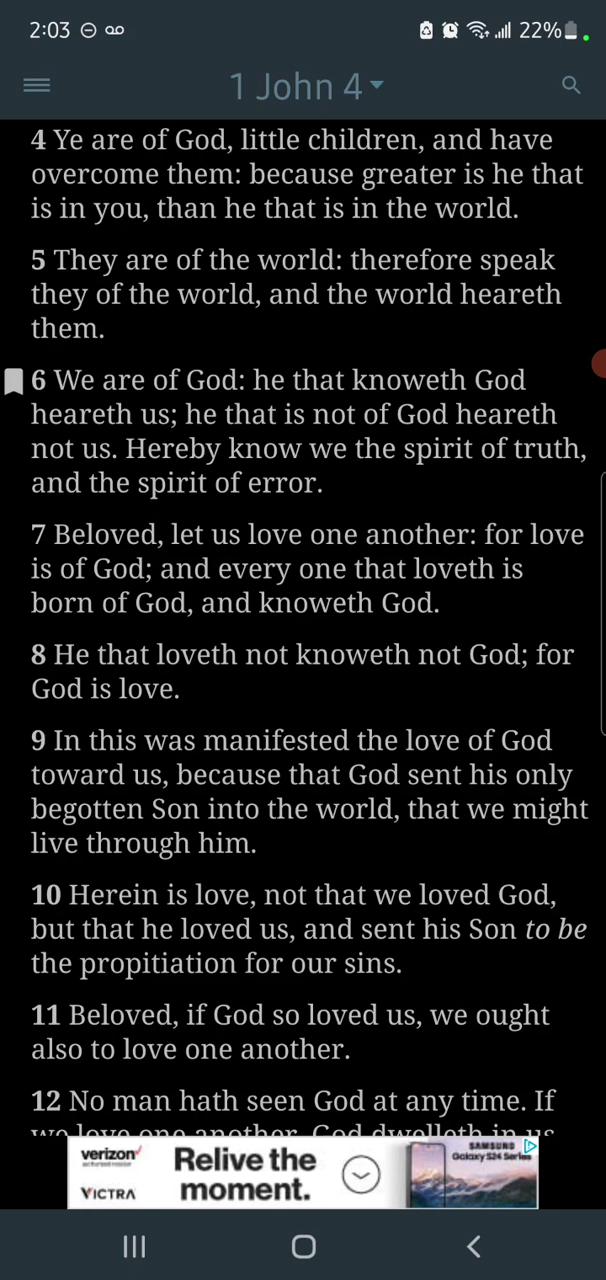 2:03 22%
1 John 4
4 Ye are of God, little children, and have
overcome them: because greater is he that
is in you, than he that is in the world.
5 They are of the world: therefore speak
they of the world, and the world heareth
them.
6 We are of God: he that knoweth God
heareth us; he that is not of God heareth
not us. Hereby know we the spirit of truth,
and the spirit of error.
7 Beloved, let us love one another: for love
is of God; and every one that loveth is
born of God, and knoweth God.
8 He that loveth not knoweth not God; for
God is love.
9 In this was manifested the love of God
toward us, because that God sent his only
begotten Son into the world, that we might
live through him.
10 Herein is love, not that we loved God,
but that he loved us, and sent his Son to be
the propitiation for our sins.
11 Beloved, if God so loved us, we ought
also to love one another.
12 No man hath seen God at any time. If
we love one another, God dwelleth in us
verizon
authorized retailer
VICTRA
Relive the
moment.
SAMSUNG
Galaxy S24 Series